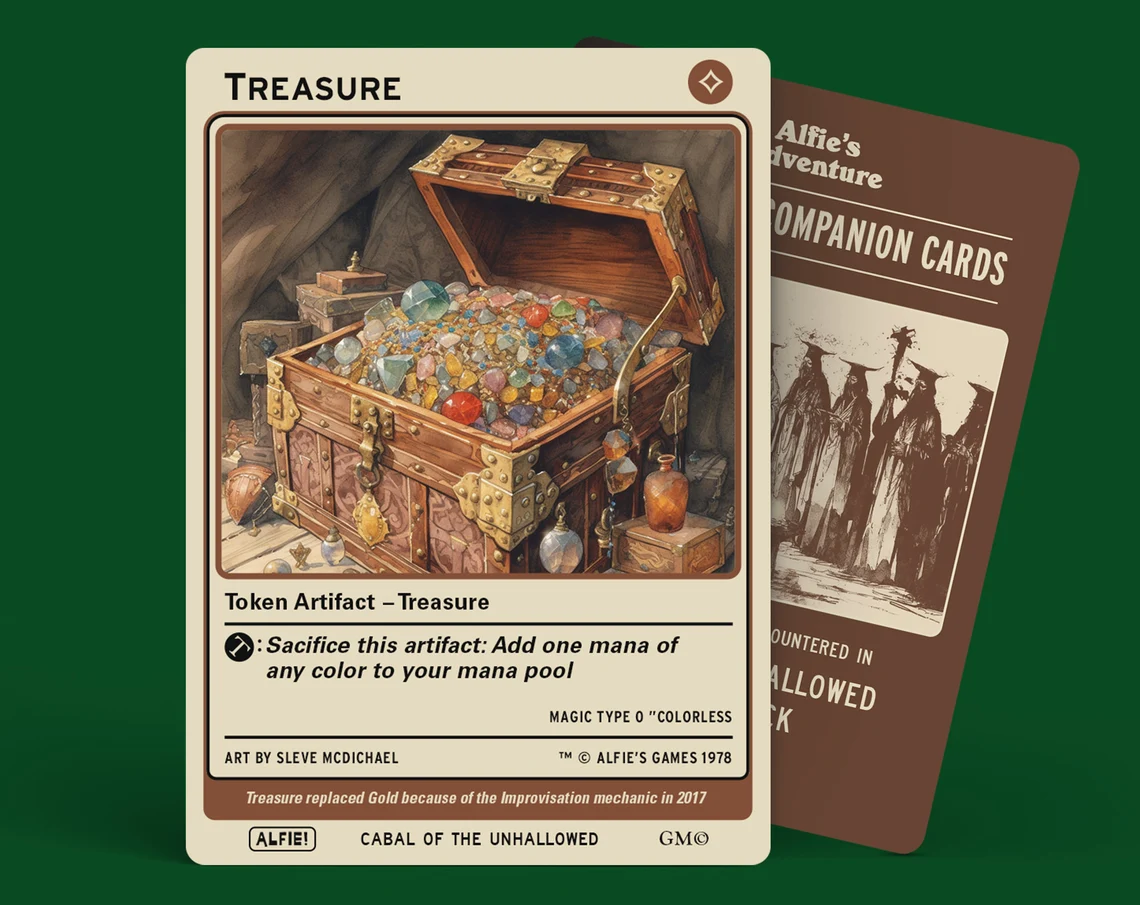 TREASURE
Token Artifact – Treasure
: Sacifice this artifact: Add one mana of
any color to your mana pool
MAGIC TYPE 0 "COLORLESS
ART BY SLEVE MCDICHAEL
™ © ALFIE'S GAMES 1978
Treasure replaced Gold because of the Improvisation mechanic in 2017
ALFIE!
CABAL OF THE UNHALLOWED
GM©
Alfie's
dventure
OMPANION CARDS
OUNTERED IN
ALLOWED
CK